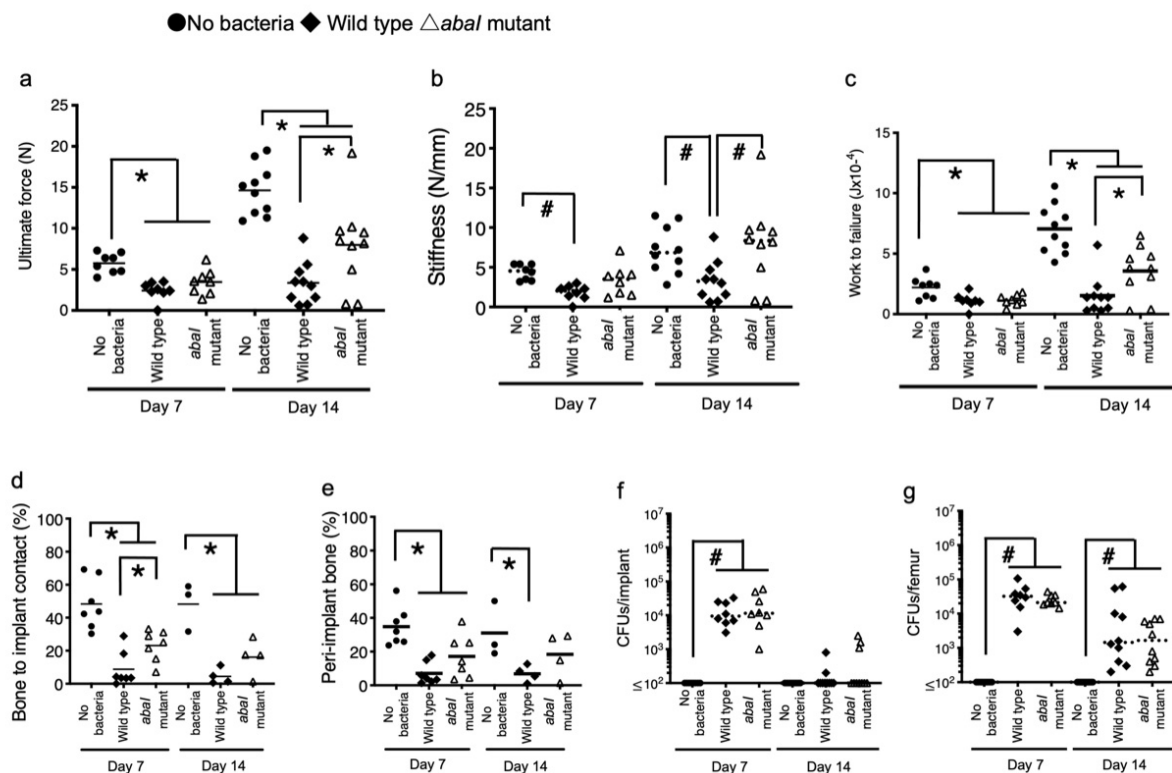 ●No bacteria ◆ Wild type △abaI mutant
a
Ultimate force (N)
25
20
15
10
5
0
*
*
*
No bacteria
Wild type
abaI mutant
No bacteria
Wild type
abaI mutant
Day 7
Day 14
b
Stiffness (N/mm)
25
20
15
10
5
0
#
#
#
No bacteria
Wild type
abaI mutant
No bacteria
Wild type
abaI mutant
Day 7
Day 14
c
Work to failure (Jx10-4)
15
10
5
0
*
*
*
No bacteria
Wild type
abaI mutant
No bacteria
Wild type
abaI mutant
Day 7
Day 14
d
Bone to implant contact (%)
100
80
60
40
20
0
*
*
*
No bacteria
Wild type
abaI mutant
No bacteria
Wild type
abaI mutant
Day 7
Day 14
e
Peri-implant bone (%)
100
80
60
40
20
0
*
*
No bacteria
Wild type
abaI mutant
No bacteria
Wild type
abaI mutant
Day 7
Day 14
f
CFUs/implant
10⁷
10⁶
10⁵
10⁴
10³
≤ 10²
#
No bacteria
Wild type
abaI mutant
No bacteria
Wild type
abaI mutant
Day 7
Day 14
g
CFUs/femur
10⁷
10⁶
10⁵
10⁴
10³
≤ 10²
#
#
No bacteria
Wild type
abaI mutant
No bacteria
Wild type
abaI mutant
Day 7
Day 14